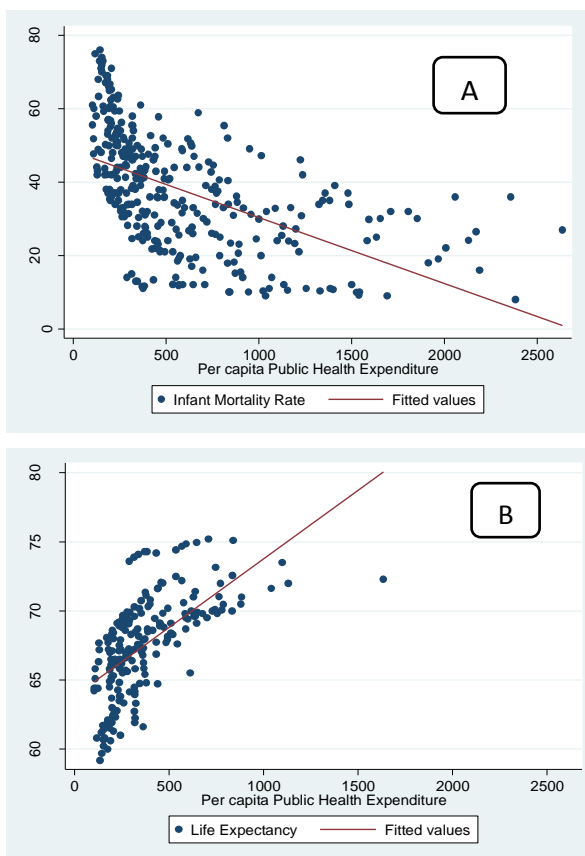 80
A
60
40
20
0
0 500 1000 1500 2000 2500
Per capita Public Health Expenditure
Infant Mortality Rate Fitted values
80
B
75
70
65
60
0 500 1000 1500 2000 2500
Per capita Public Health Expenditure
Life Expectancy Fitted values